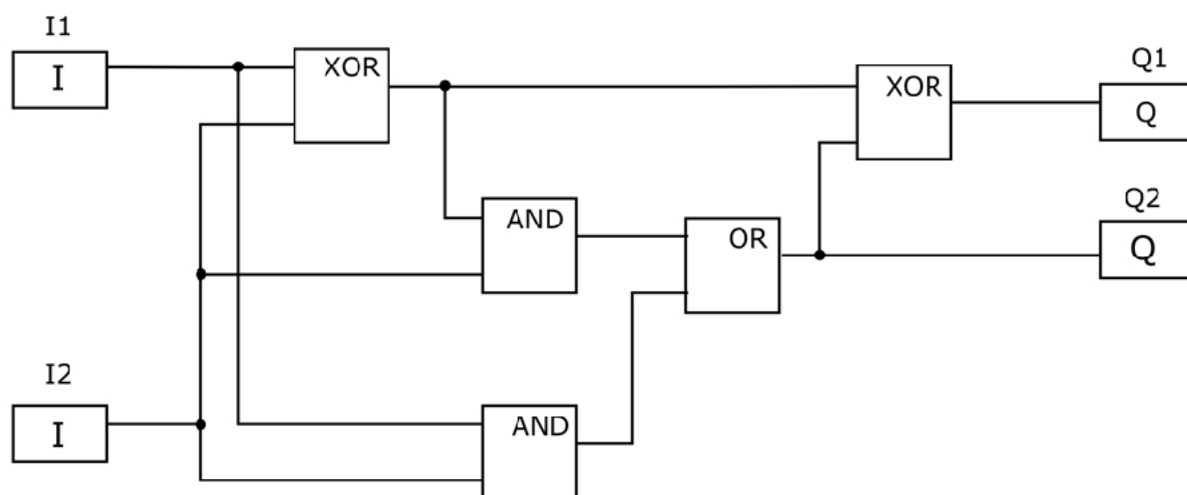 I1
I
XOR
XOR
Q1
Q
AND
OR
Q2
Q
I2
I
AND